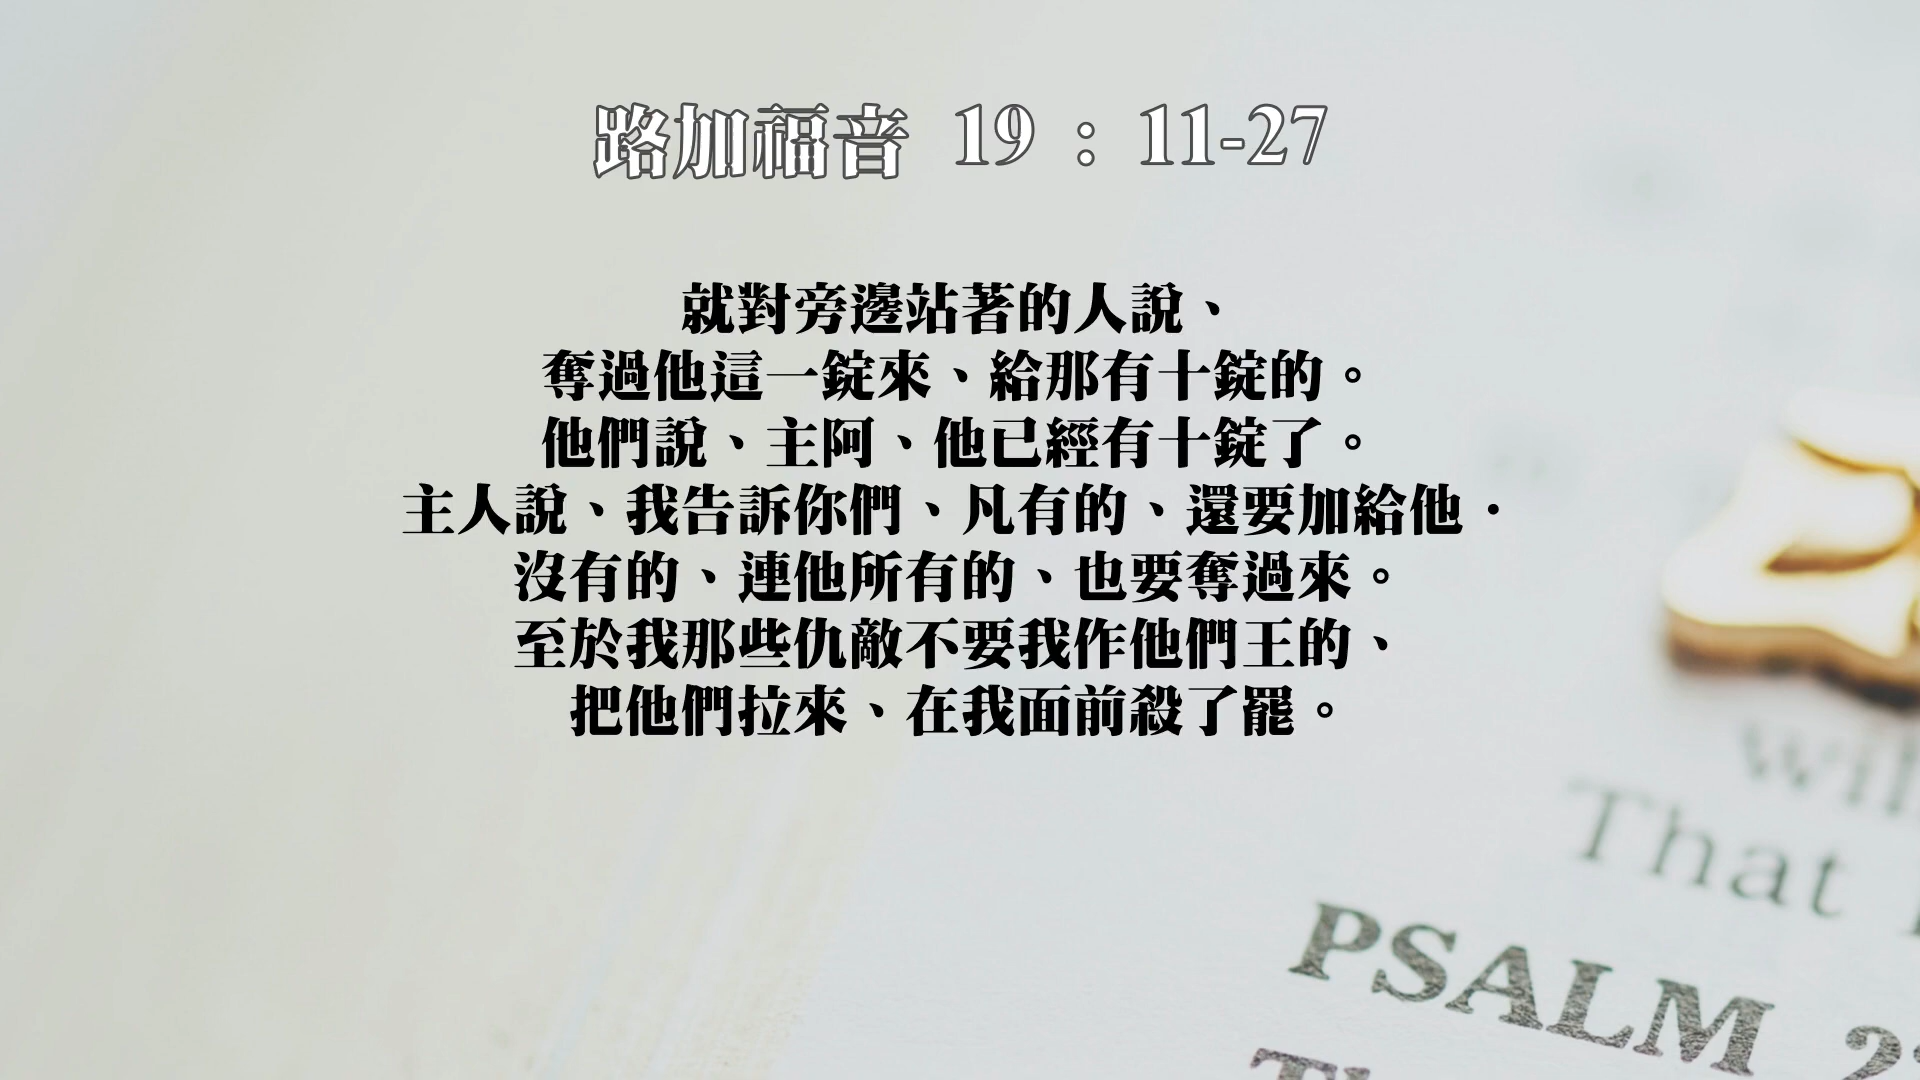 路加福音 19 : 11-27
就對旁邊站著的人說、
奪過他這一錠來、給那有十錠的。
他們說、主阿、他已經有十錠了。
主人說、我告訴你們、凡有的、還要加給他．
沒有的、連他所有的、也要奪過來。
至於我那些仇敵不要我作他們王的、
把他們拉來、在我面前殺了罷。
That
PSALM